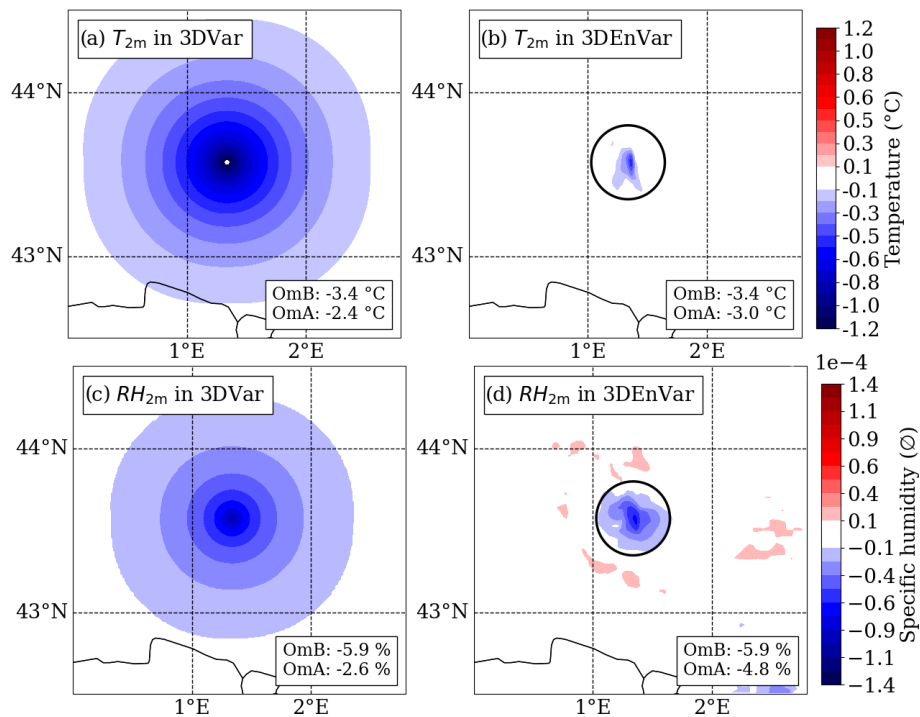 (a) T2m in 3DVar
(b) T2m in 3DEnVar
44°N
43°N
OmB: -3.4 °C
OmA: -2.4 °C
1°E
2°E
44°N
43°N
OmB: -3.4 °C
OmA: -3.0 °C
1°E
2°E
1.2
1.0
0.8
0.6
0.5
0.3
0.1
-0.1
-0.3
-0.5
-0.6
-0.8
-1.0
-1.2
Temperature (°C)
(c) RH2m in 3DVar
(d) RH2m in 3DEnVar
44°N
43°N
OmB: -5.9 %
OmA: -2.6 %
1°E
2°E
44°N
43°N
OmB: -5.9 %
OmA: -4.8 %
1°E
2°E
1e−4
1.4
1.1
0.9
0.6
0.4
0.1
−0.1
−0.4
−0.6
−0.9
−1.1
−1.4
Specific humidity (∅)